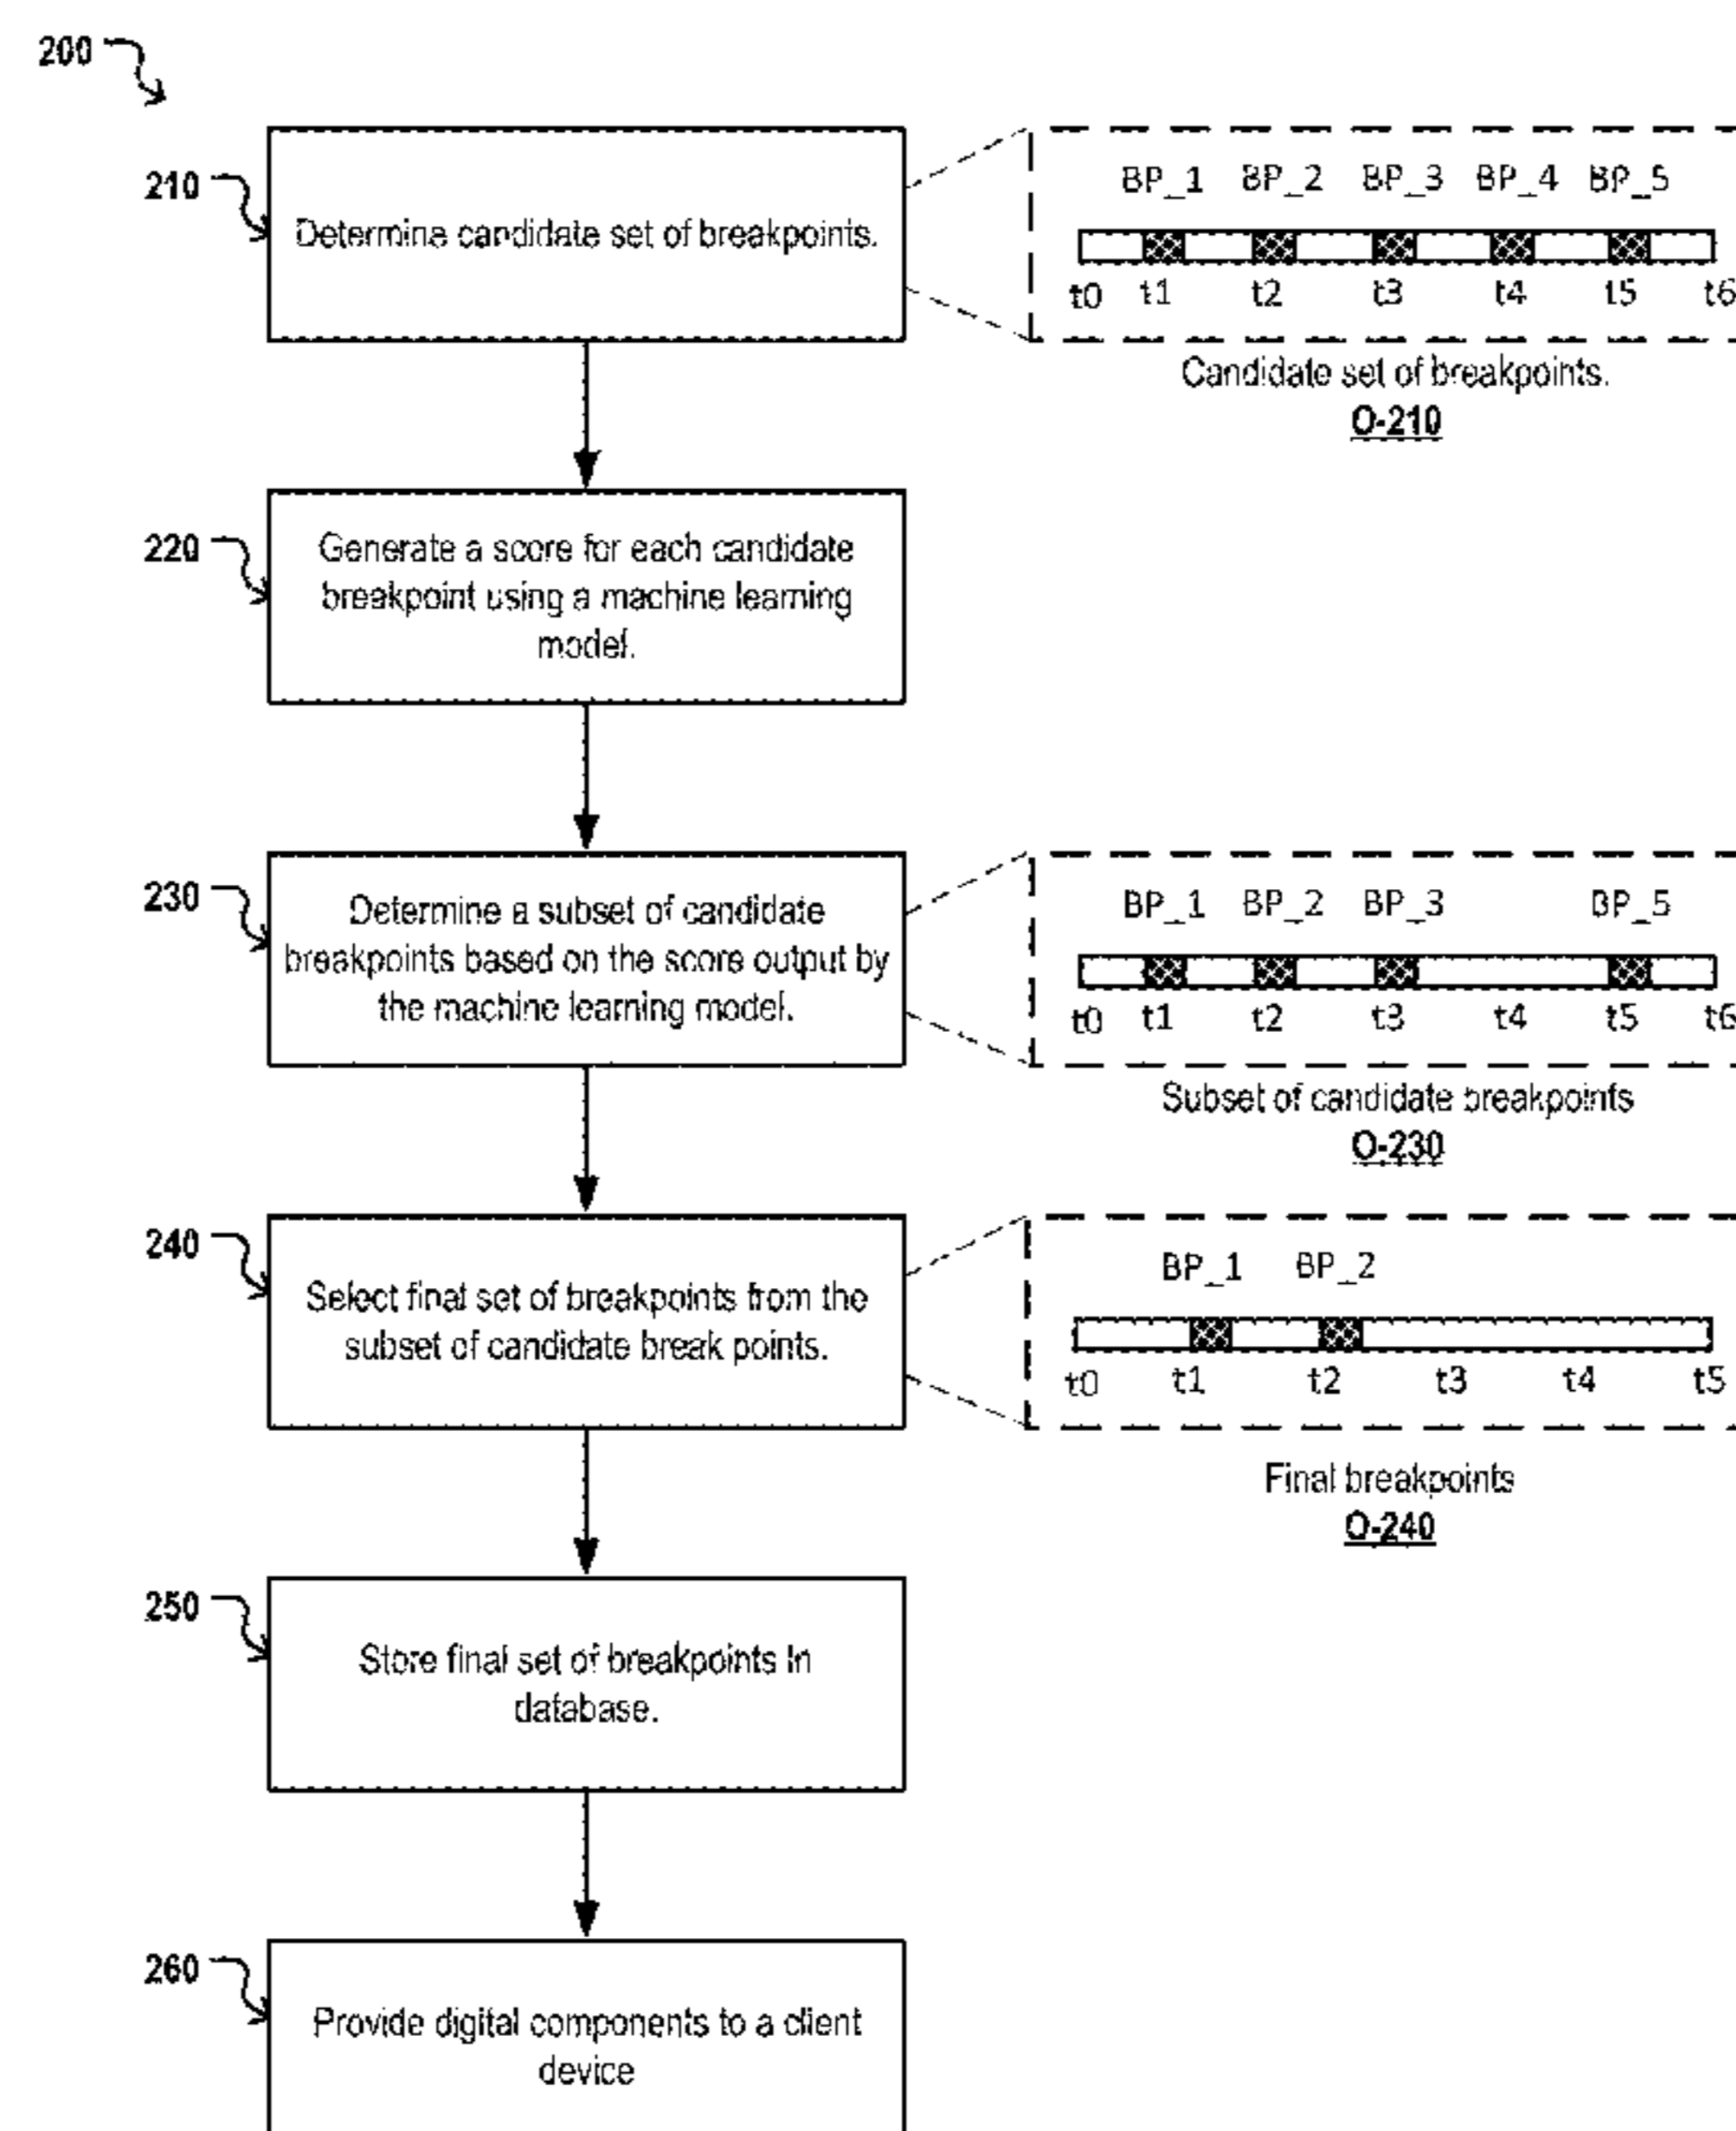 200
210
Determine candidate set of breakpoints.
BP_1 BP_2 BP_3 BP_4 BP_5
t0 t1 t2 t3 t4 t5 t6
Candidate set of breakpoints.
O-210
220
Generate a score for each candidate
breakpoint using a machine learning
model.
230
Determine a subset of candidate
breakpoints based on the score output by
the machine learning model.
BP_1 BP_2 BP_3 BP_5
t0 t1 t2 t3 t4 t5 t6
Subset of candidate breakpoints
O-230
240
Select final set of breakpoints from the
subset of candidate break points.
BP_1 BP_2
t0 t1 t2 t3 t4 t5
Final breakpoints
O-240
250
Store final set of breakpoints in
database.
260
Provide digital components to a client
device